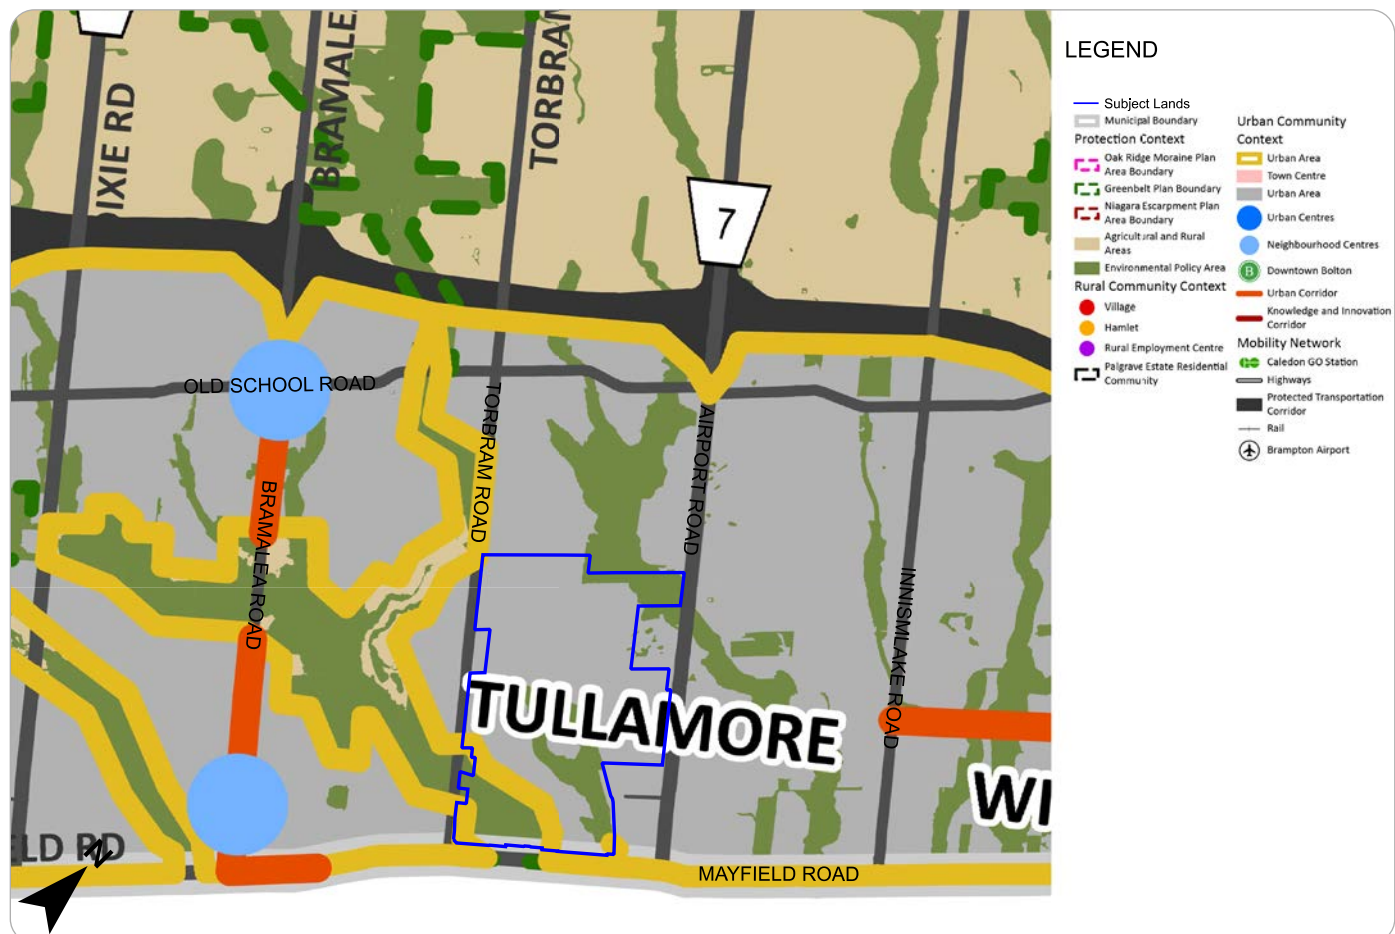 IXIE RD
BRAMALE
TORBRAM
7
OLD SCHOOL ROAD
TORBRAM ROAD
AIRPORT ROAD
BRAMALEA ROAD
INNISMLAKE ROAD
TULLAMORE
WI
ELD RD
N
MAYFIELD ROAD
LEGEND
Subject Lands
Municipal Boundary
Protection Context
Oak Ridge Moraine Plan
Area Boundary
Greenbelt Plan Boundary
Niagara Escarpment Plan
Area Boundary
Agricultural and Rural
Areas
Environmental Policy Area
Rural Community Context
Village
Hamlet
Rural Employment Centre
Palgrave Estate Residential
Community
Urban Community
Context
Urban Area
Town Centre
Urban Area
Urban Centres
Neighbourhood Centres
B
Downtown Bolton
Urban Corridor
Knowledge and Innovation
Corridor
Mobility Network
Caledon GO Station
Highways
Protected Transportation
Corridor
Rail
Brampton Airport